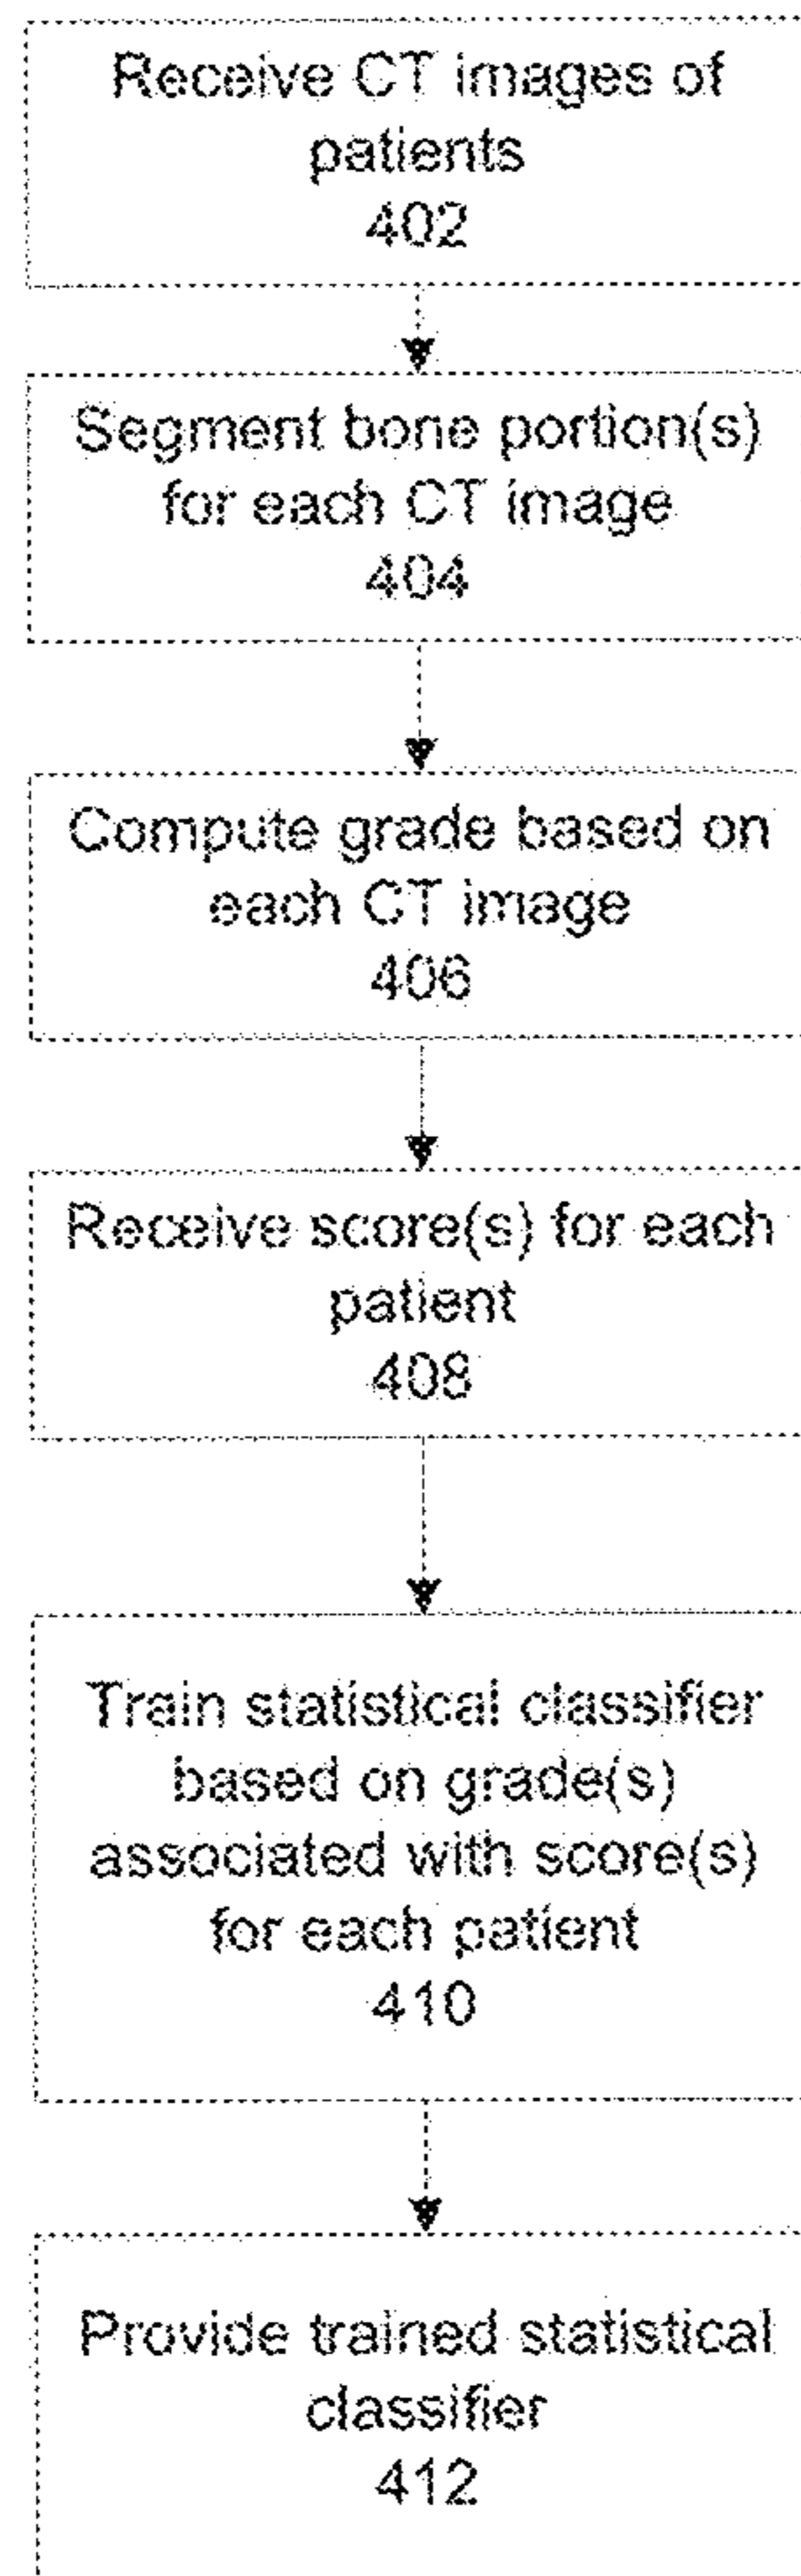 Receive CT images of
patients
402
Segment bone portion(s)
for each CT image
404
Compute grade based on
each CT image
406
Receive score(s) for each
patient
408
Train statistical classifier
based on grade(s)
associated with score(s)
for each patient
410
Provide trained statistical
classifier
412